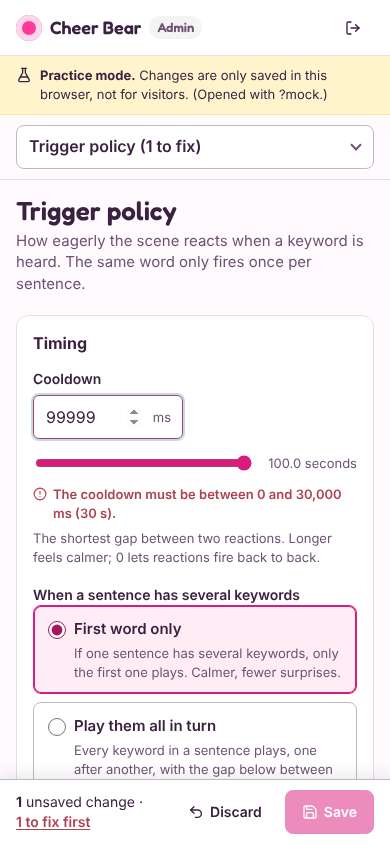 Cheer Bear Admin
Practice mode. Changes are only saved in this
browser, not for visitors. (Opened with ?mock.)
Trigger policy (1 to fix)
Trigger policy
How eagerly the scene reacts when a keyword is
heard. The same word only fires once per
sentence.
Timing
Cooldown
99999 ms
100.0 seconds
The cooldown must be between 0 and 30,000
ms (30 s).
The shortest gap between two reactions. Longer
feels calmer; 0 lets reactions fire back to back.
When a sentence has several keywords
First word only
If one sentence has several keywords, only
the first one plays. Calmer, fewer surprises.
Play them all in turn
Every keyword in a sentence plays, one
after another, with the gap below between
1 unsaved change ·
1 to fix first
Discard
Save